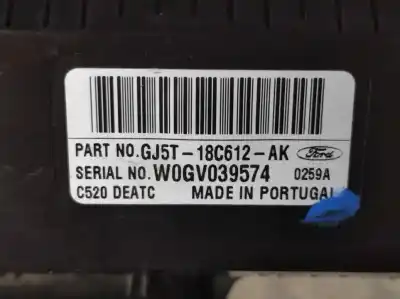 PART NO.GJ5T-18C612-AK Ford
SERIAL NO.W0GV039574 0259A
C520 DEATC MADE IN PORTUGAL